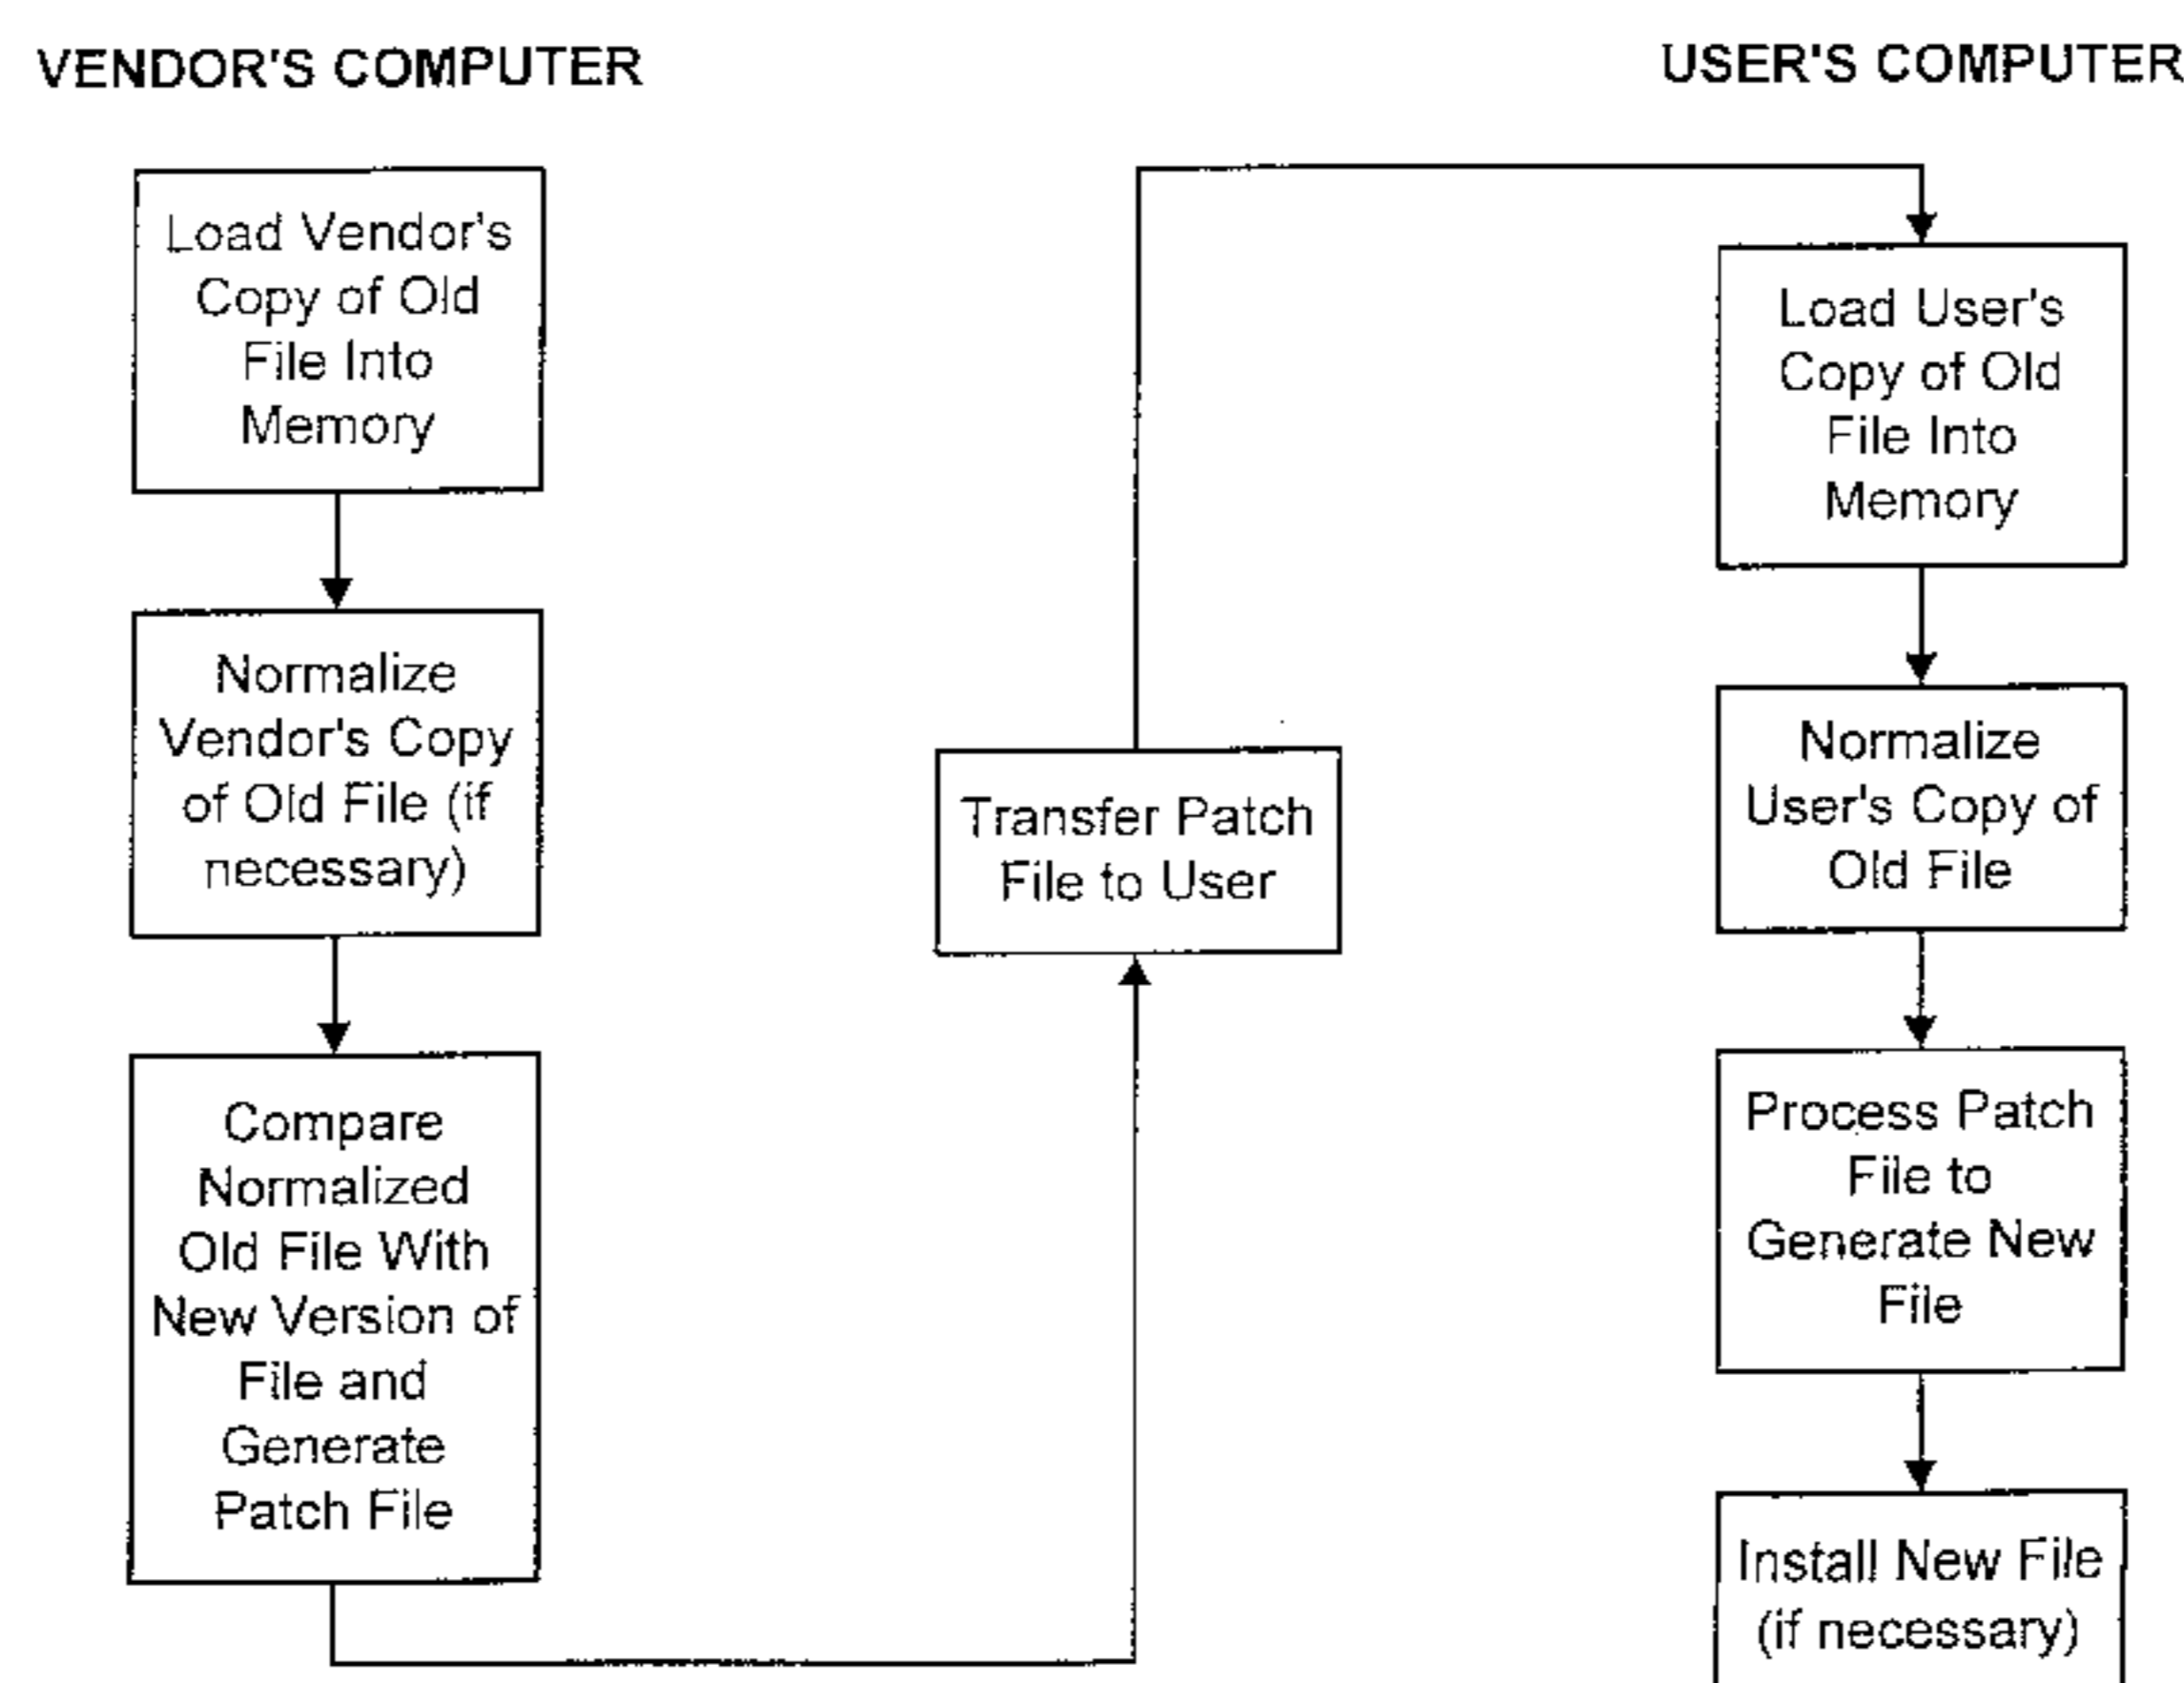 VENDOR'S COMPUTER
Load Vendor's
Copy of Old
File Into
Memory
Normalize
Vendor's Copy
of Old File (if
necessary)
Compare
Normalized
Old File With
New Version of
File and
Generate
Patch File
Transfer Patch
File to User
USER'S COMPUTER
Load User's
Copy of Old
File Into
Memory
Normalize
User's Copy of
Old File
Process Patch
File to
Generate New
File
Install New File
(if necessary)